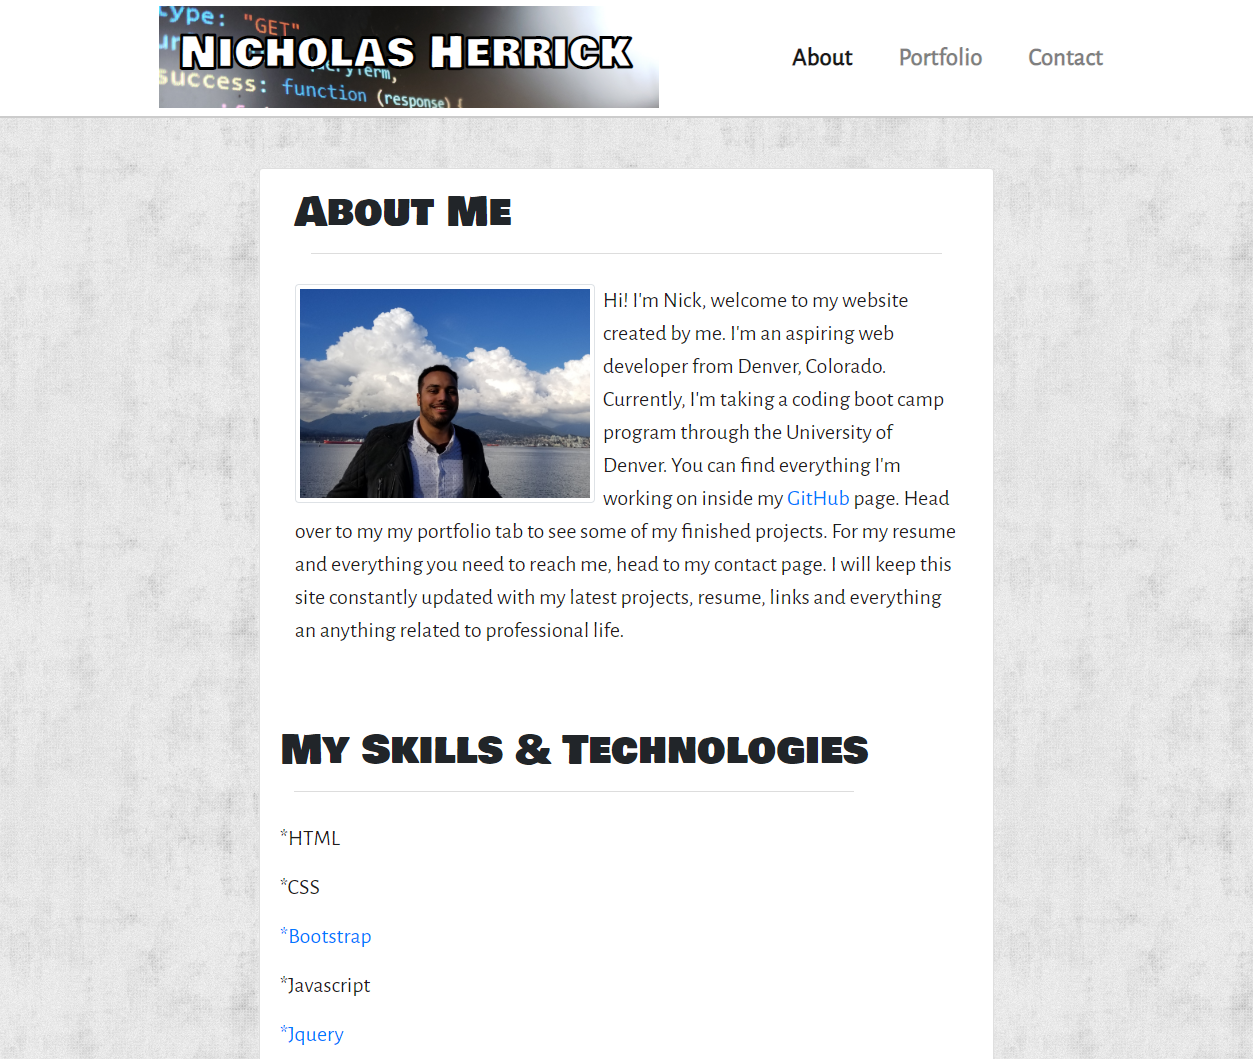 type: "GET"
NICHOLAS HERRICK
queryTerm,
success: function (response) {
About
Portfolio
Contact
ABOUT ME
Hi! I'm Nick, welcome to my website
created by me. I'm an aspiring web
developer from Denver, Colorado.
Currently, I'm taking a coding boot camp
program through the University of
Denver. You can find everything I'm
working on inside my GitHub page. Head
over to my my portfolio tab to see some of my finished projects. For my resume
and everything you need to reach me, head to my contact page. I will keep this
site constantly updated with my latest projects, resume, links and everything
an anything related to professional life.
MY SKILLS & TECHNOLOGIES
*HTML
*CSS
*Bootstrap
*Javascript
*Jquery